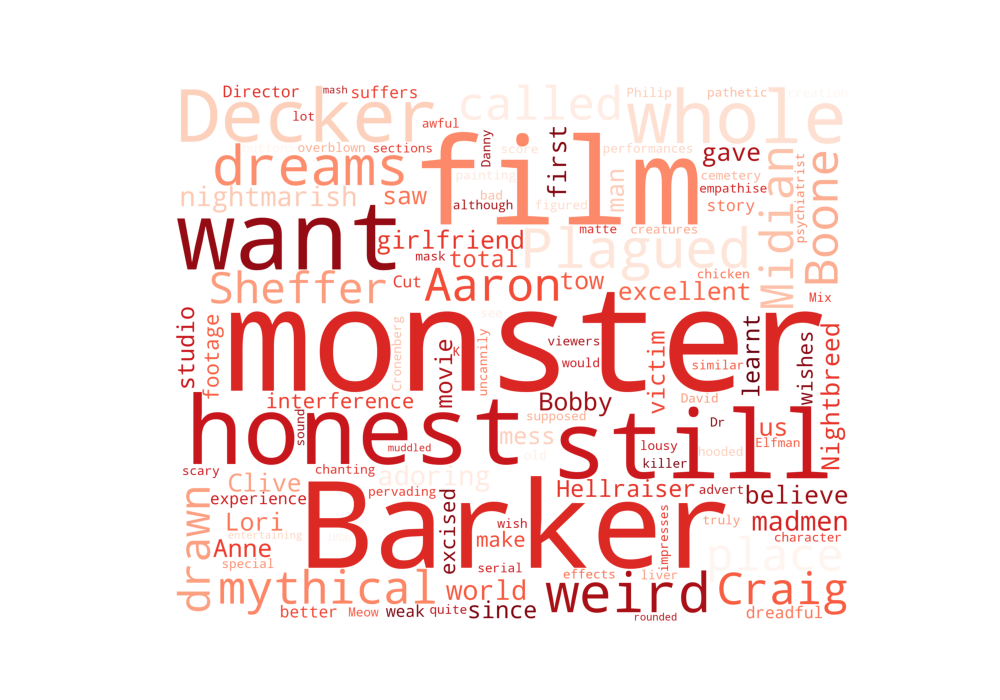 Director
mash
suffers
Decker
called
Philip
pathetic
creation
whole
lot
awful
overblown
sections
Danny
first
score
performances
gave
dreams
film
man
Midian
psychiatrist
Boone
painting
cemetery
nightmarish
saw
bad
although
figured
empathise
story
want
girlfriend
matte
creatures
Plagued
mask
total
Sheffer
Cut
Aaron
tow
chicken
excellent
Mix
studio
footage
Cronenberg
monster
see
uncannily
viewers
movie
K
would
victim
similar
learnt
wishes
Nightbreed
interference
Bobby
David
honest
sound
muddled
supposed
mess
still
Dr
us
Elfman
old
lousy
killer
hooded
scary
chanting
adoring
Clive
pervading
Hellraiser
advert
believe
experience
excised
drawn
Lori
Barker
wish
make
impresses
truly
madmen
entertaining
character
Anne
place
special
serial
effects
liver
mythical
world
weird
Craig
better
Meow
weak
quite
since
rounded
dreadful